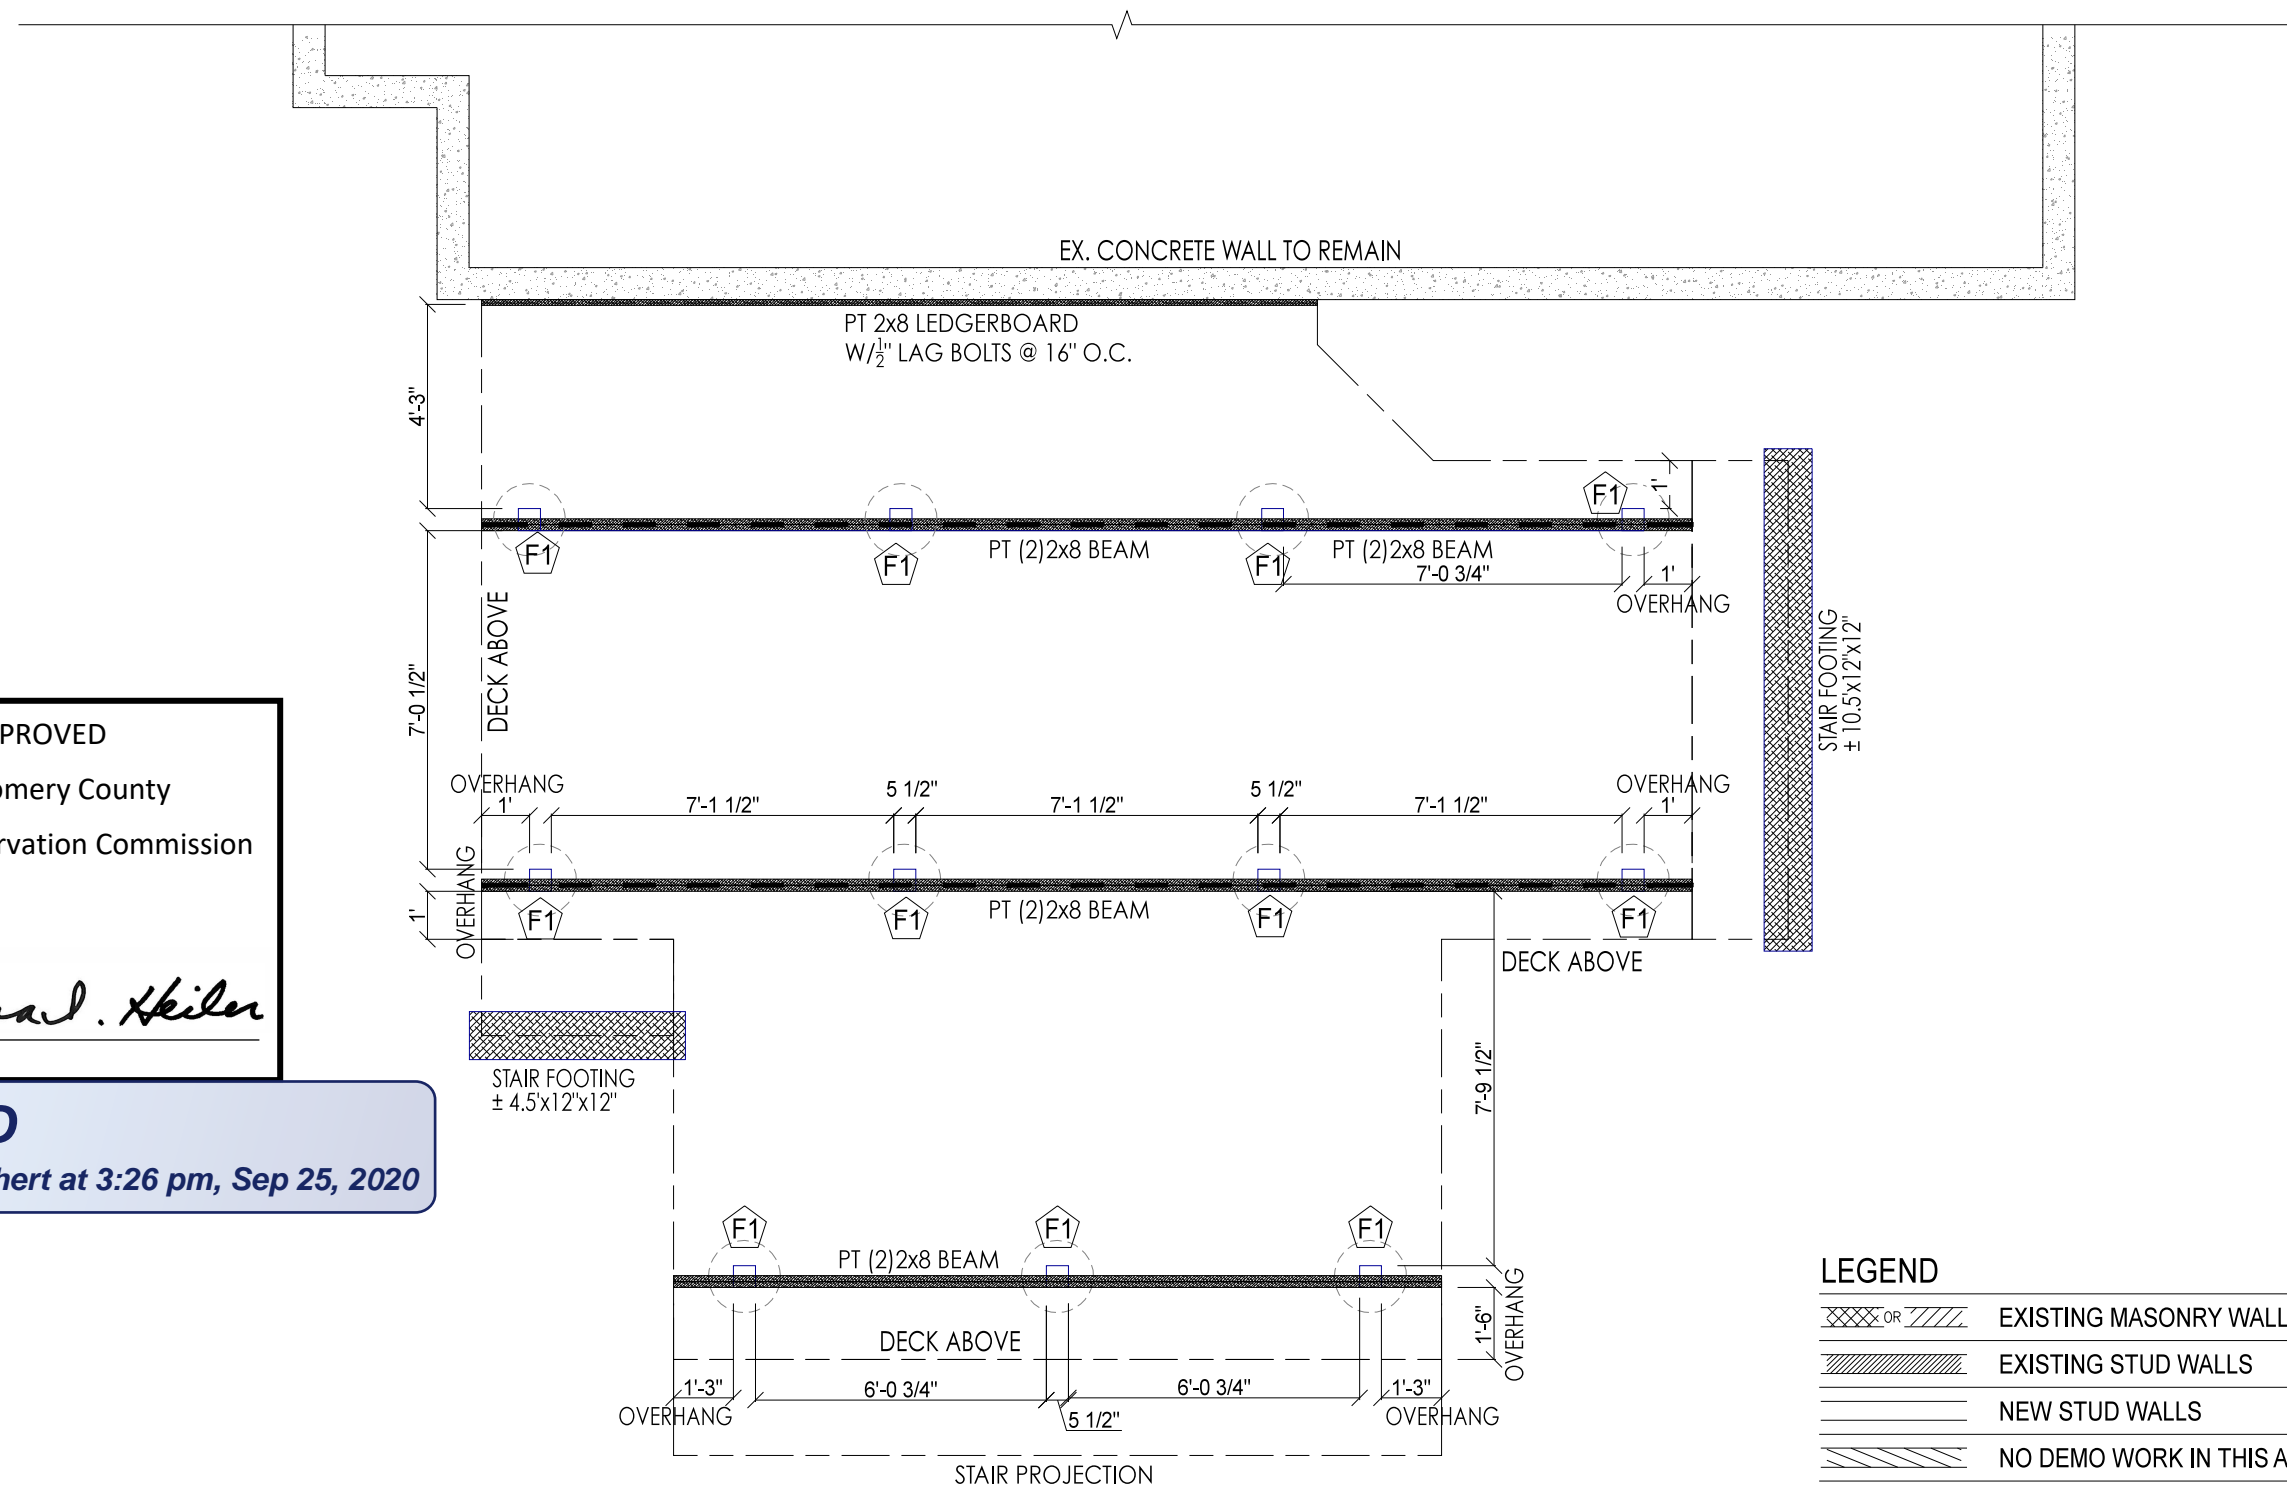 EX. CONCRETE WALL TO REMAIN
PT 2x8 LEDGERBOARD
W/½" LAG BOLTS @ 16" O.C.
4'-3"
F1
1'
F1
F1
F1
PT (2)2x8 BEAM
PT (2)2x8 BEAM
7'-0 3/4"
1'
OVERHANG
DECK ABOVE
7'-0 1/2"
STAIR FOOTING
± 10.5'x12"x12"
OVERHANG
1'
7'-1 1/2"
5 1/2"
7'-1 1/2"
5 1/2"
7'-1 1/2"
OVERHANG
1'
OVERHANG
1'
F1
F1
PT (2)2x8 BEAM
F1
F1
DECK ABOVE
PROVED
omery County
rvation Commission
Heiler
STAIR FOOTING
± 4.5'x12"x12"
D
hert at 3:26 pm, Sep 25, 2020
7'-9 1/2"
F1
F1
F1
PT (2)2x8 BEAM
DECK ABOVE
1'-6"
OVERHANG
1'-3"
6'-0 3/4"
6'-0 3/4"
1'-3"
OVERHANG
5 1/2"
OVERHANG
STAIR PROJECTION
LEGEND
OR EXISTING MASONRY WALL
EXISTING STUD WALLS
NEW STUD WALLS
NO DEMO WORK IN THIS A